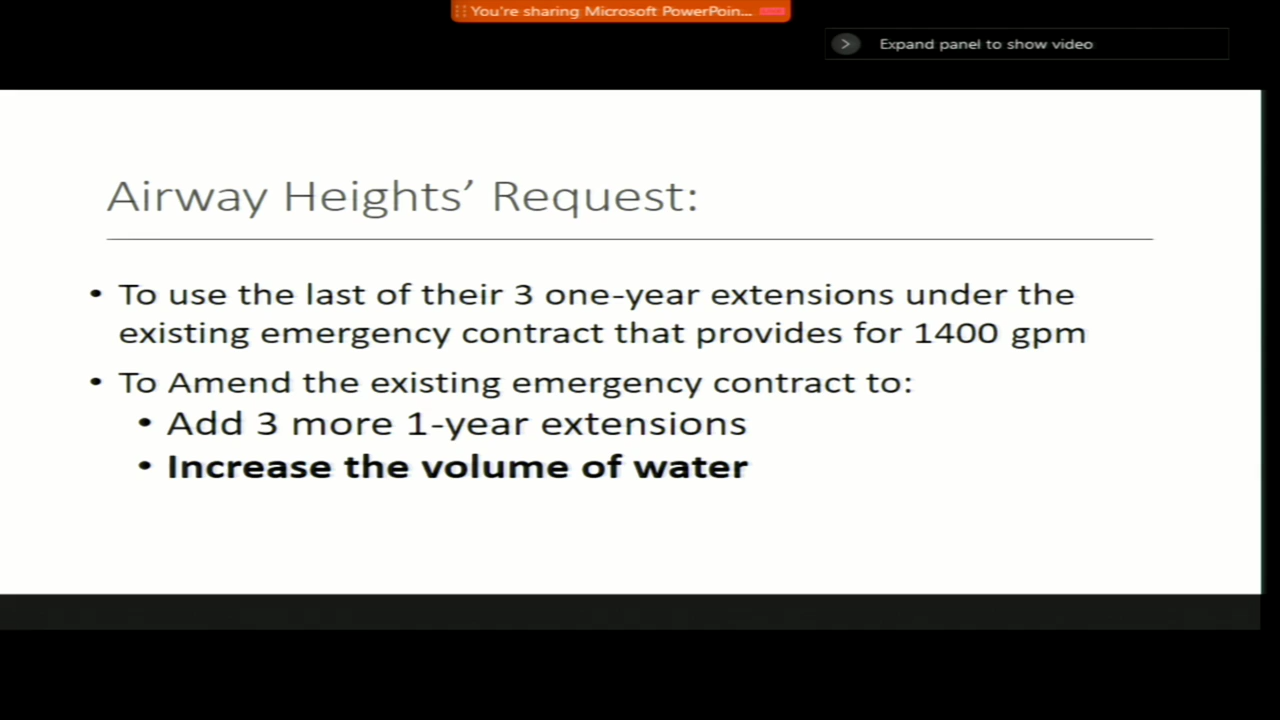 You're sharing Microsoft PowerPoin...
Expand panel to show video
Airway Heights’ Request:
• To use the last of their 3 one-year extensions under the
existing emergency contract that provides for 1400 gpm
• To Amend the existing emergency contract to:
• Add 3 more 1-year extensions
• Increase the volume of water